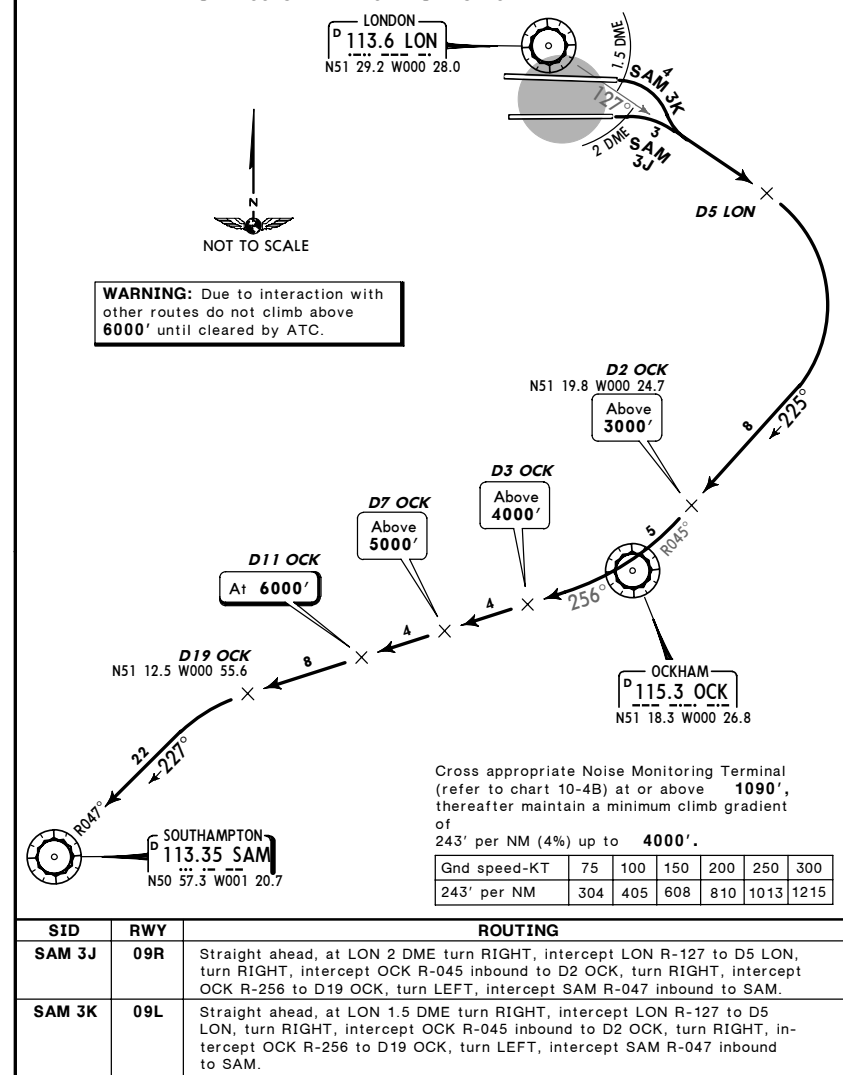 LONDON
D 113.6 LON
N51 29.2 W000 28.0
1.5 DME
4
SAM 3K
127°
2 DME
3
SAM 3J
D5 LON
N
NOT TO SCALE
WARNING: Due to interaction with
other routes do not climb above
6000' until cleared by ATC.
D2 OCK
N51 19.8 W000 24.7
Above
3000'
8
225°
D3 OCK
Above
4000'
D7 OCK
Above
5000'
D11 OCK
At 6000'
5
R045°
256°
4
4
8
D19 OCK
N51 12.5 W000 55.6
OCKHAM
D 115.3 OCK
N51 18.3 W000 26.8
22
227°
R047°
SOUTHAMPTON
D 113.35 SAM
N50 57.3 W001 20.7
Cross appropriate Noise Monitoring Terminal
(refer to chart 10-4B) at or above 1090',
thereafter maintain a minimum climb gradient
of
243' per NM (4%) up to 4000'.
Gnd speed-KT 75 100 150 200 250 300
243' per NM 304 405 608 810 1013 1215
SID RWY ROUTING
SAM 3J 09R Straight ahead, at LON 2 DME turn RIGHT, intercept LON R-127 to D5 LON,
turn RIGHT, intercept OCK R-045 inbound to D2 OCK, turn RIGHT, intercept
OCK R-256 to D19 OCK, turn LEFT, intercept SAM R-047 inbound to SAM.
SAM 3K 09L Straight ahead, at LON 1.5 DME turn RIGHT, intercept LON R-127 to D5
LON, turn RIGHT, intercept OCK R-045 inbound to D2 OCK, turn RIGHT, in-
tercept OCK R-256 to D19 OCK, turn LEFT, intercept SAM R-047 inbound
to SAM.